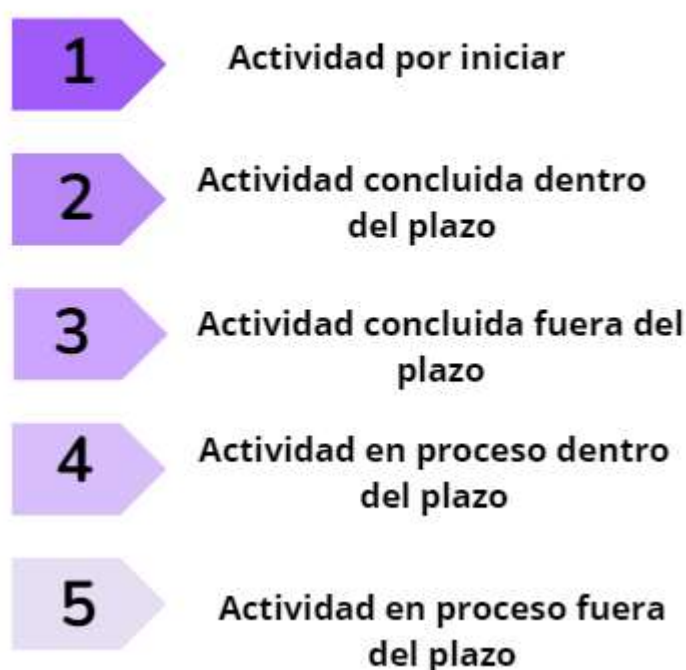 1 Actividad por iniciar
2 Actividad concluida dentro
del plazo
3 Actividad concluida fuera del
plazo
4 Actividad en proceso dentro
del plazo
5 Actividad en proceso fuera
del plazo